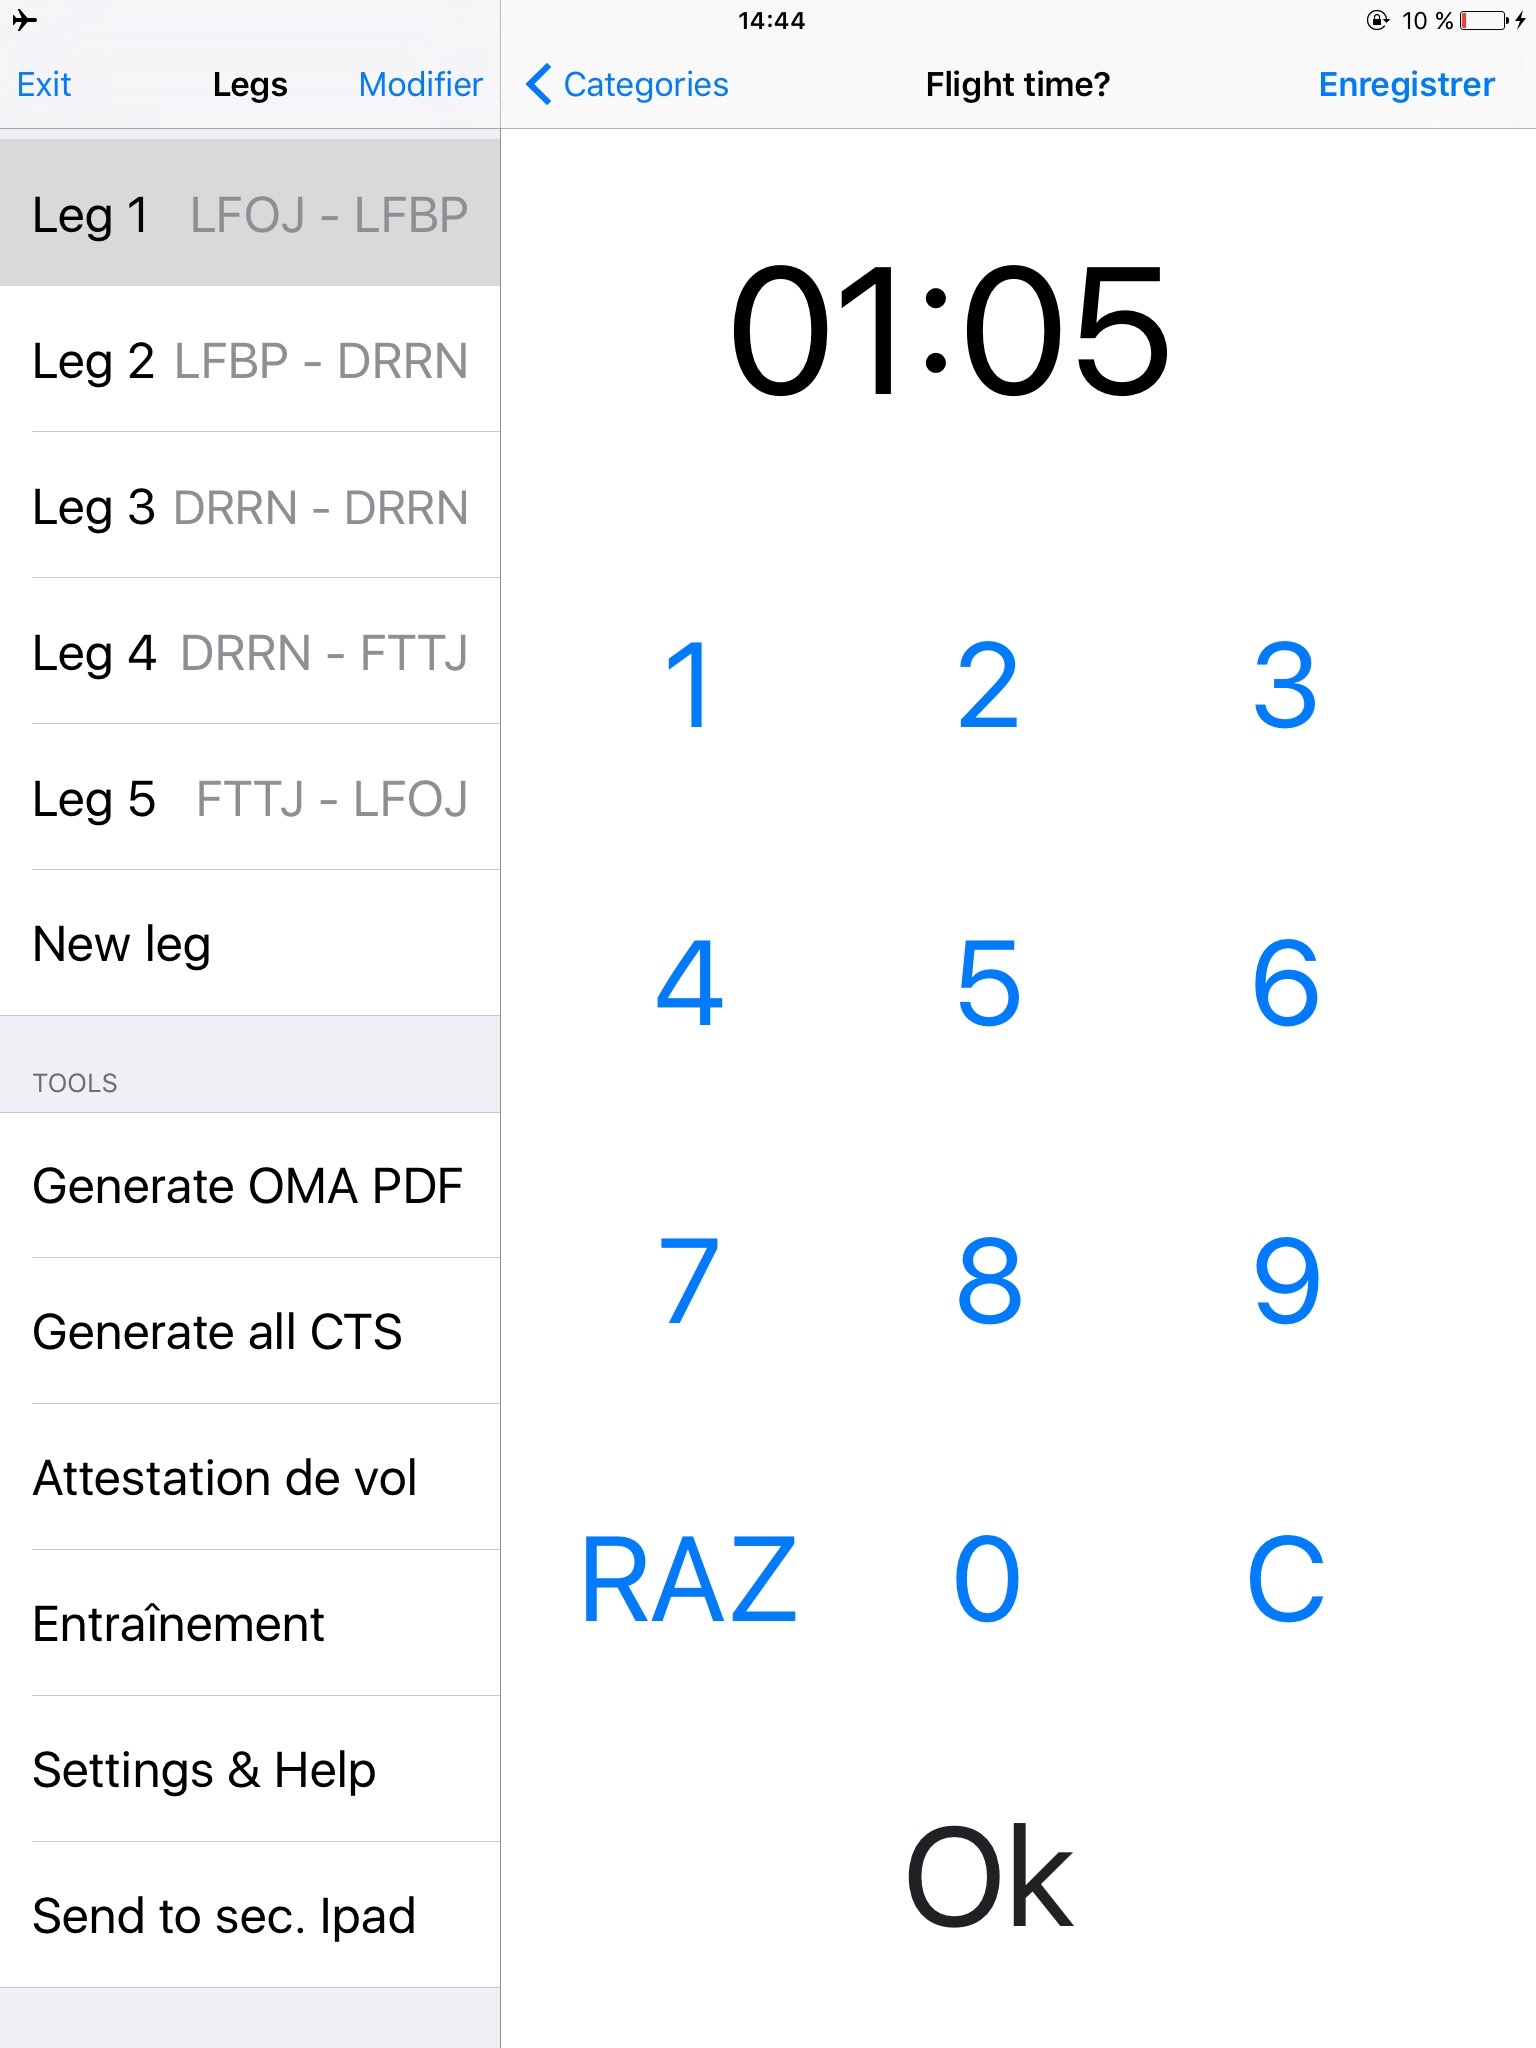 14:44
10 %
Exit
Legs
Modifier
Leg 1 LFOJ - LFBP
Leg 2 LFBP - DRRN
Leg 3 DRRN - DRRN
Leg 4 DRRN - FTTJ
Leg 5 FTTJ - LFOJ
New leg
TOOLS
Generate OMA PDF
Generate all CTS
Attestation de vol
Entraînement
Settings & Help
Send to sec. Ipad
Categories
Flight time?
Enregistrer
01:05
1 2 3
4 5 6
7 8 9
RAZ 0 C
Ok